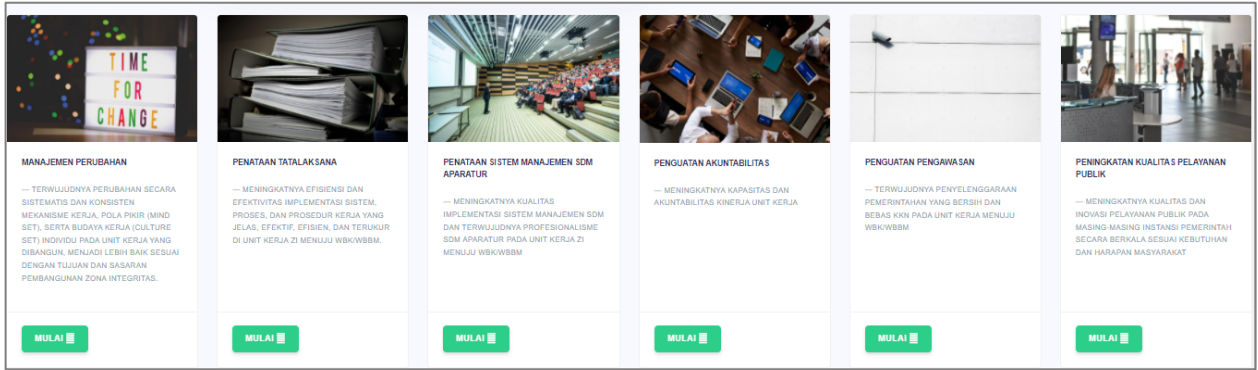 TIME
FOR
CHANGE
MANAJEMEN PERUBAHAN
— TERWUJUDNYA PERUBAHAN SECARA
SISTEMATIS DAN KONSISTEN
MEKANISME KERJA, POLA PIKIR (MIND
SET), SERTA BUDAYA KERJA (CULTURE
SET) INDIVIDU PADA UNIT KERJA YANG
DIBANGUN, MENJADI LEBIH BAIK SESUAI
DENGAN TUJUAN DAN SASARAN
PEMBANGUNAN ZONA INTEGRITAS.
MULAI
PENATAAN TATALAKSANA
— MENINGKATNYA EFISIENSI DAN
EFEKTIVITAS IMPLEMENTASI SISTEM,
PROSES, DAN PROSEDUR KERJA YANG
JELAS, EFEKTIF, EFISIEN, DAN TERUKUR
DI UNIT KERJA ZI MENUJU WBK/WBBM.
MULAI
PENATAAN SISTEM MANAJEMEN SDM
APARATUR
— MENINGKATNYA KUALITAS
IMPLEMENTASI SISTEM MANAJEMEN SDM
DAN TERWUJUDNYA PROFESIONALISME
SDM APARATUR PADA UNIT KERJA ZI
MENUJU WBK/WBBM
MULAI
PENGUATAN AKUNTABILITAS
— MENINGKATNYA KAPASITAS DAN
AKUNTABILITAS KINERJA UNIT KERJA
MULAI
PENGUATAN PENGAWASAN
— TERWUJUDNYA PENYELENGGARAAN
PEMERINTAHAN YANG BERSIH DAN
BEBAS KKN PADA UNIT KERJA MENUJU
WBK/WBBM
MULAI
PENINGKATAN KUALITAS PELAYANAN
PUBLIK
— MENINGKATNYA KUALITAS DAN
INOVASI PELAYANAN PUBLIK PADA
MASING-MASING INSTANSI PEMERINTAH
SECARA BERKALA SESUAI KEBUTUHAN
DAN HARAPAN MASYARAKAT
MULAI